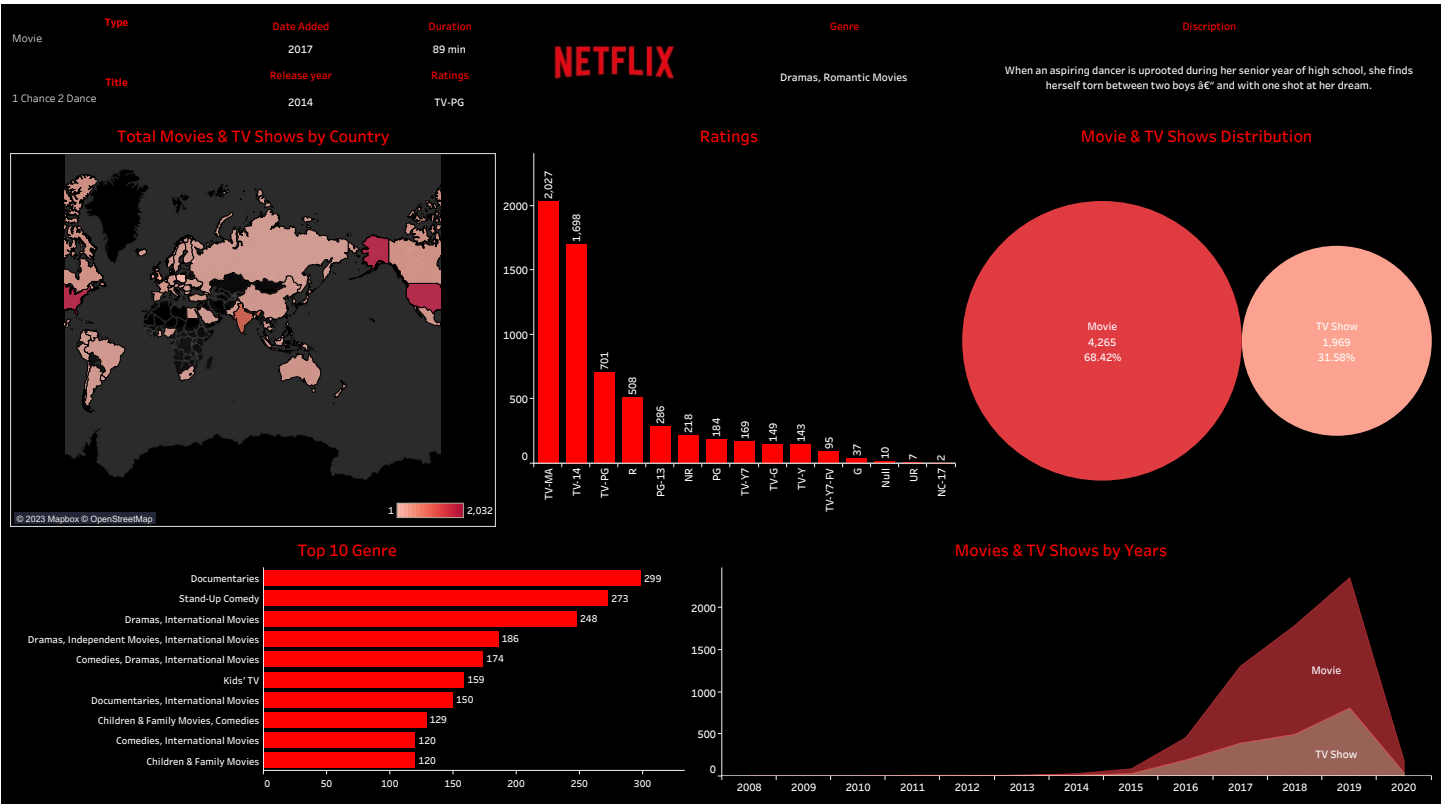 Type
Movie
Title
1 Chance 2 Dance
Date Added
2017
Release year
2014
Duration
89 min
Ratings
TV-PG
NETFLIX
Genre
Dramas, Romantic Movies
Discription
When an aspiring dancer is uprooted during her senior year of high school, she finds
herself torn between two boys â€“ and with one shot at her dream.
Total Movies & TV Shows by Country
1
2,032
© 2023 Mapbox © OpenStreetMap
Ratings
2000
1500
1000
500
0
2,027
1,698
701
508
286
218
184
169
149
143
95
37
10
7
2
TV-MA
TV-14
TV-PG
R
PG-13
NR
PG
TV-Y7
TV-G
TV-Y
TV-Y7-FV
G
Null
UR
NC-17
Movie & TV Shows Distribution
Movie
4,265
68.42%
TV Show
1,969
31.58%
Top 10 Genre
Documentaries 299
Stand-Up Comedy 273
Dramas, International Movies 248
Dramas, Independent Movies, International Movies 186
Comedies, Dramas, International Movies 174
Kids' TV 159
Documentaries, International Movies 150
Children & Family Movies, Comedies 129
Comedies, International Movies 120
Children & Family Movies 120
0 50 100 150 200 250 300
Movies & TV Shows by Years
2000
1500
1000
500
0
Movie
TV Show
2008 2009 2010 2011 2012 2013 2014 2015 2016 2017 2018 2019 2020